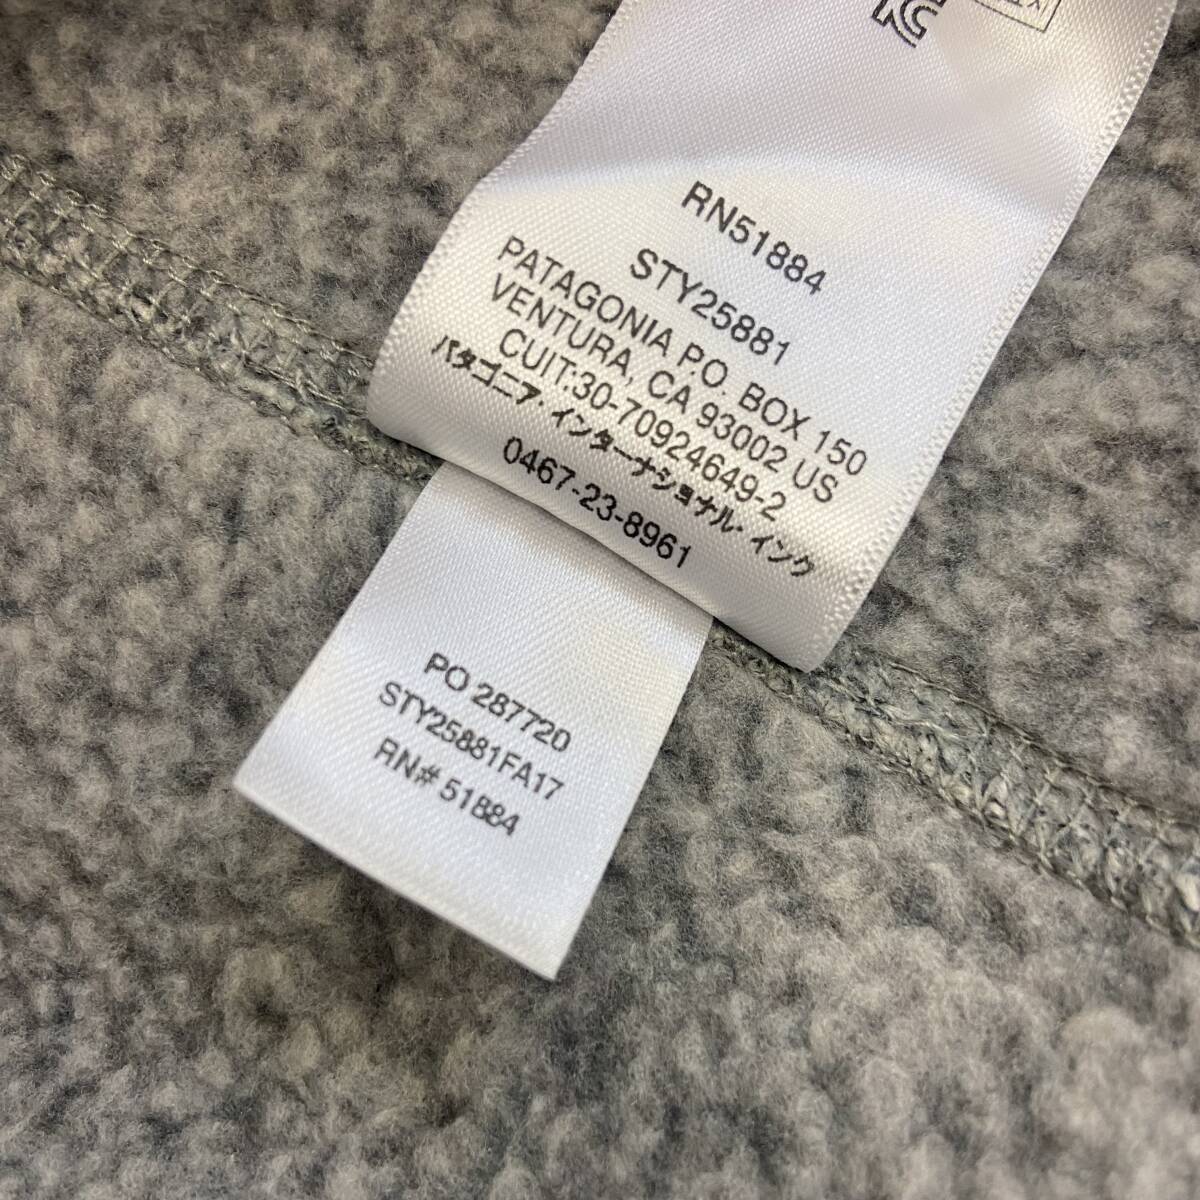 RN51884
STY25881
PATAGONIA P.O. BOX 150
VENTURA, CA 93002 US
CUIT:30-70924649-2
パタゴニア・インターナショナル・インク
0467-23-8961
PO 287720
STY25881FA17
RN# 51884